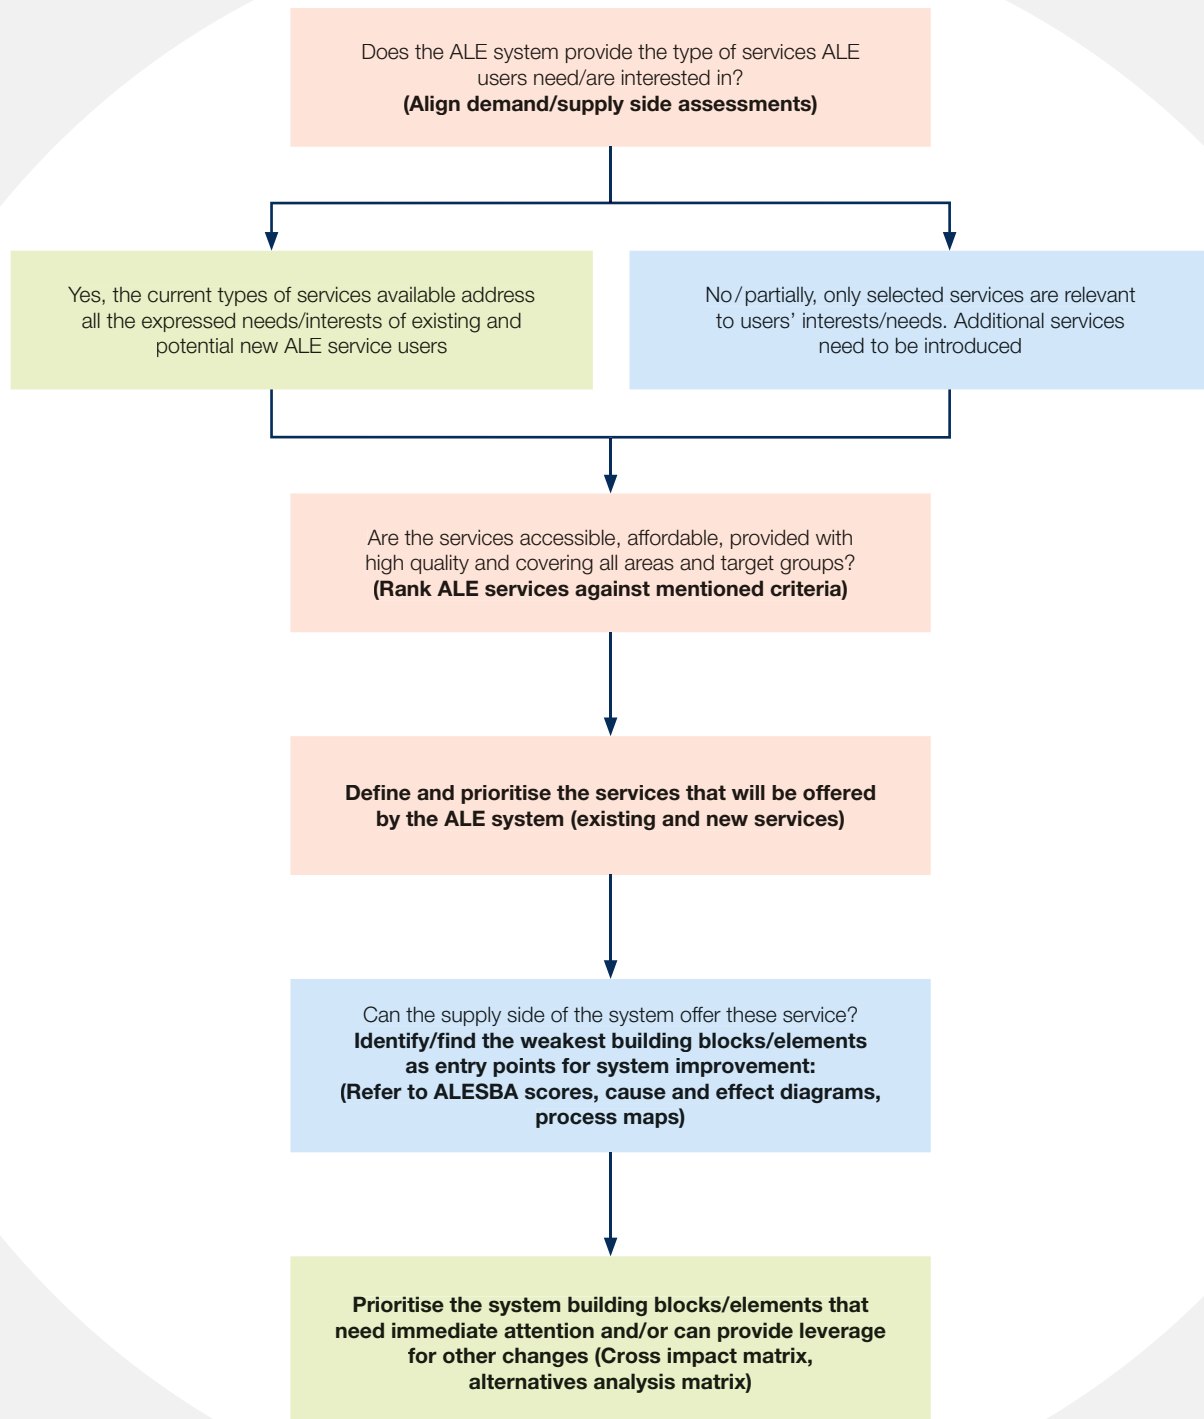 Does the ALE system provide the type of services ALE
users need/are interested in?
(Align demand/supply side assessments)
Yes, the current types of services available address
all the expressed needs/interests of existing and
potential new ALE service users
No/partially, only selected services are relevant
to users' interests/needs. Additional services
need to be introduced
Are the services accessible, affordable, provided with
high quality and covering all areas and target groups?
(Rank ALE services against mentioned criteria)
Define and prioritise the services that will be offered
by the ALE system (existing and new services)
Can the supply side of the system offer these service?
Identify/find the weakest building blocks/elements
as entry points for system improvement:
(Refer to ALESBA scores, cause and effect diagrams,
process maps)
Prioritise the system building blocks/elements that
need immediate attention and/or can provide leverage
for other changes (Cross impact matrix,
alternatives analysis matrix)